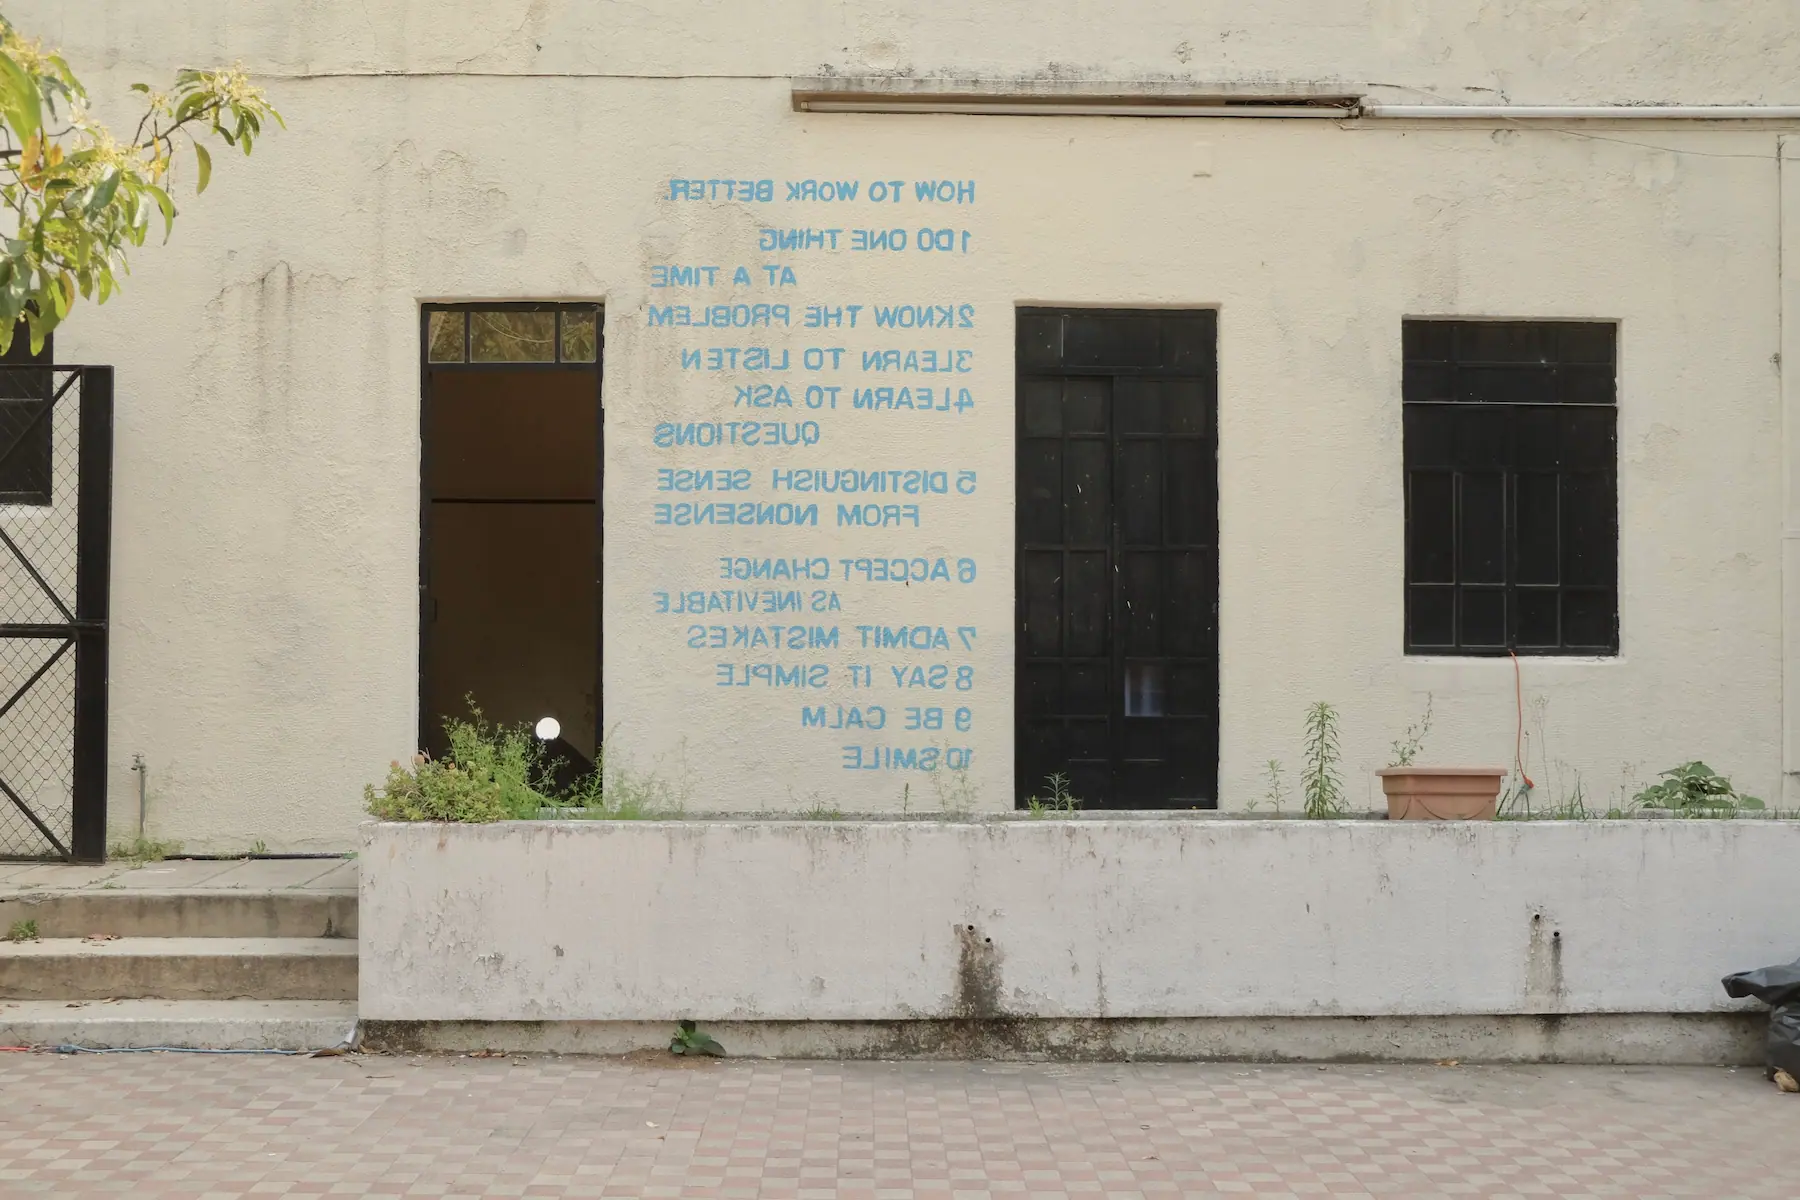 HOW TO WORK BETTER.
1 DO ONE THING
AT A TIME
2 KNOW THE PROBLEM
3 LEARN TO LISTEN
4 LEARN TO ASK
QUESTIONS
5 DISTINGUISH SENSE
FROM NONSENSE
6 ACCEPT CHANGE
AS INEVITABLE
7 ADMIT MISTAKES
8 SAY IT SIMPLE
9 BE CALM
10 SMILE